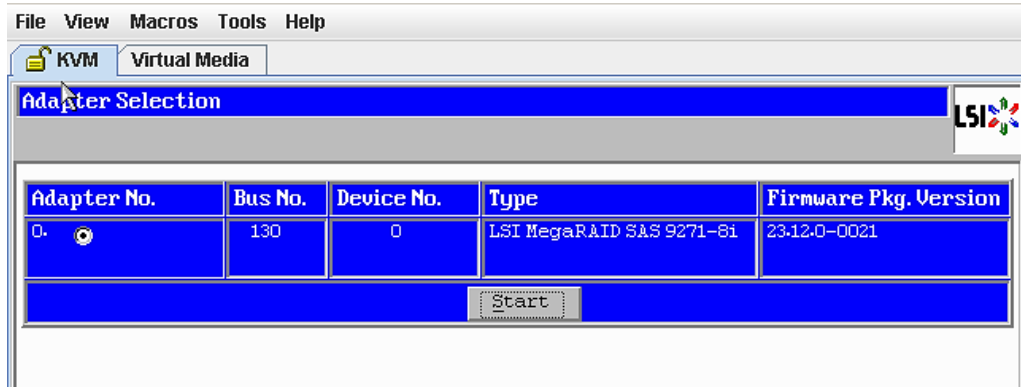 File View Macros Tools Help
KVM Virtual Media
Adapter Selection
LSI
Adapter No. Bus No. Device No. Type Firmware Pkg. Version
0. 130 0 LSI MegaRAID SAS 9271-8i 23.12.0-0021
Start